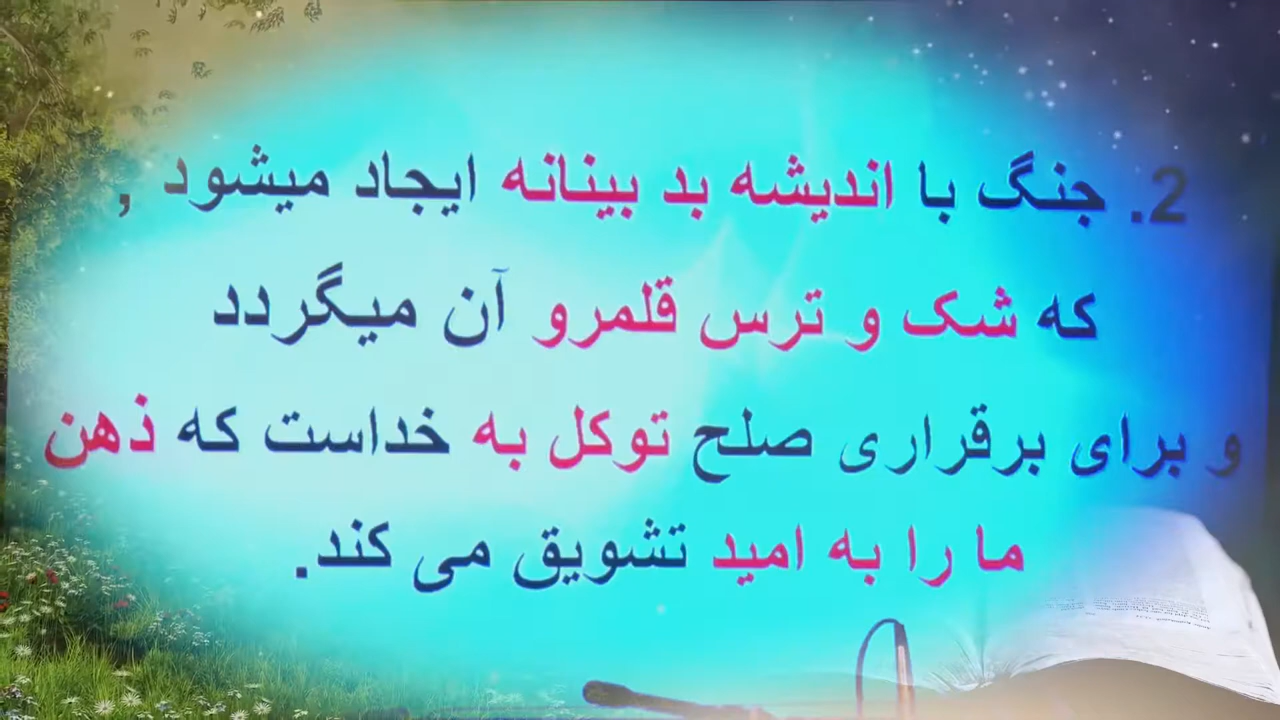 2. جنگ با اندیشه بد بینانه ایجاد میشود ,
که شک و ترس قلمرو آن میگردد
و برای برقراری صلح توکل به خداست که ذهن
ما را به امید تشویق می کند.